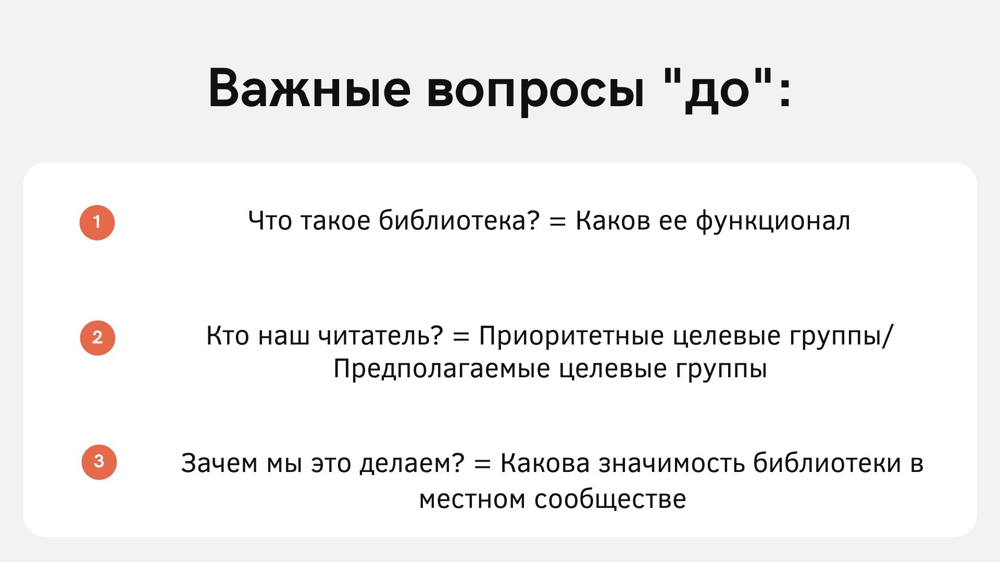 Важные вопросы "до":
1
Что такое библиотека? = Каков ее функционал
2
Кто наш читатель? = Приоритетные целевые группы/
Предполагаемые целевые группы
3
Зачем мы это делаем? = Какова значимость библиотеки в
местном сообществе